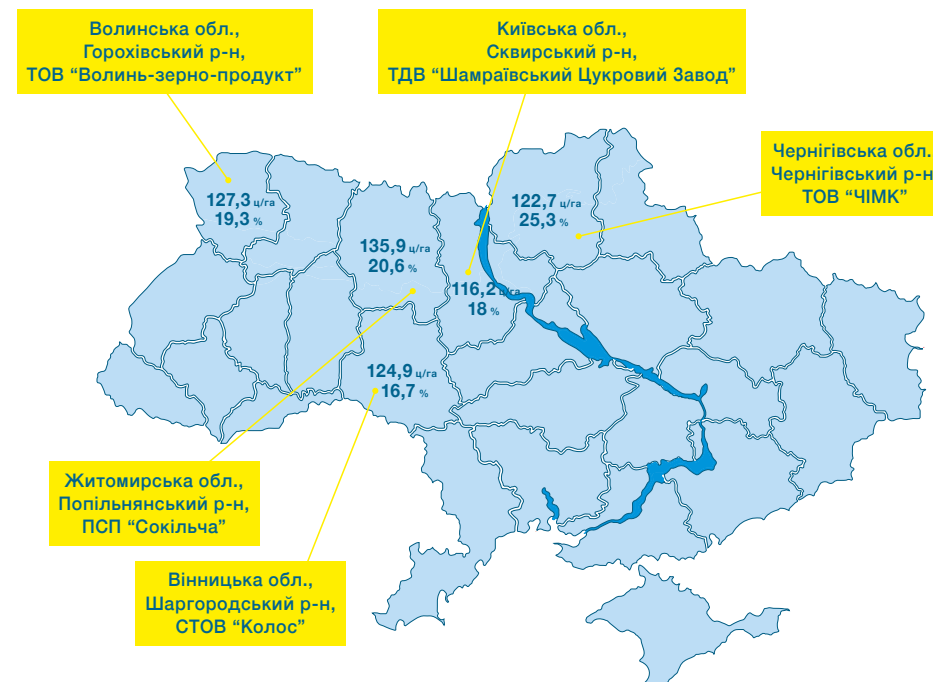 Волинська обл.,
Горохівський р-н,
ТОВ “Волинь-зерно-продукт”
Київська обл.,
Сквирський р-н,
ТДВ “Шамраївський Цукровий Завод”
Чернігівська обл.
Чернігівський р-н
ТОВ “ЧІМК”
127,3 ц/га
19,3 %
122,7 ц/га
25,3 %
135,9 ц/га
20,6 %
116,2 ц/га
18 %
124,9 ц/га
16,7 %
Житомирська обл.,
Попільнянський р-н,
ПСП “Сокільча”
Вінницька обл.,
Шаргородський р-н,
СТОВ “Колос”